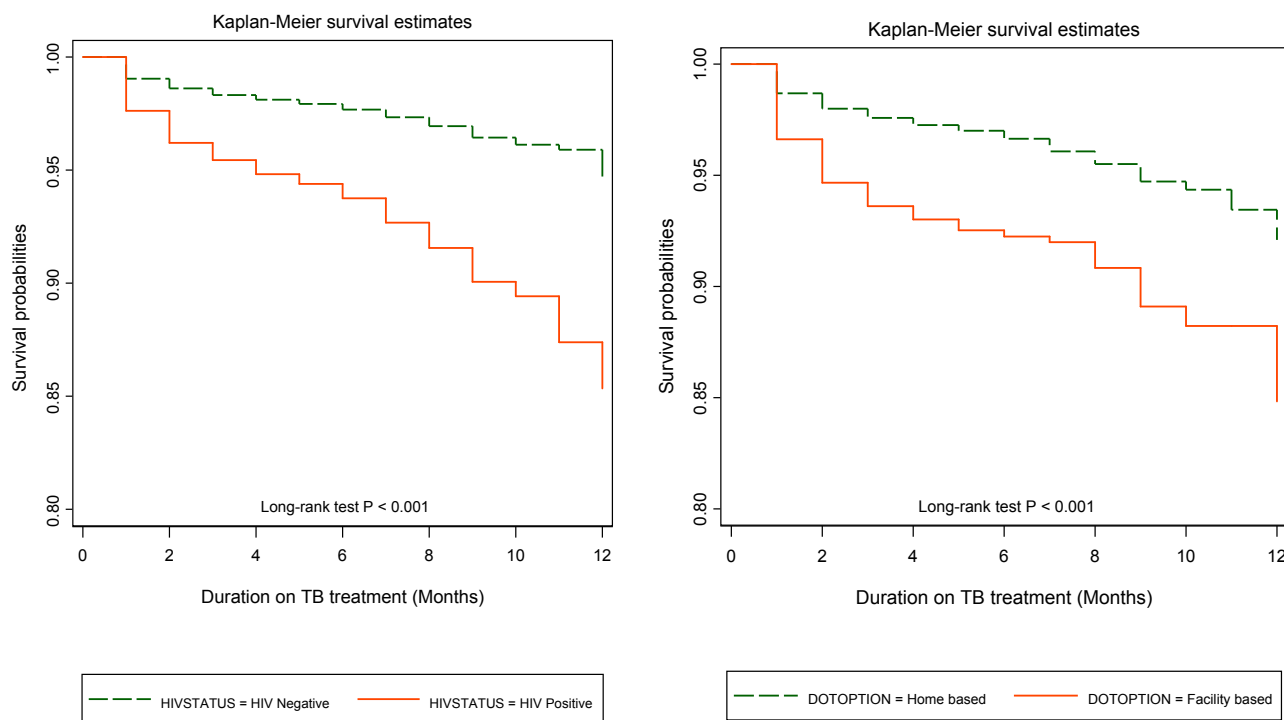 Kaplan-Meier survival estimates
1.00
0.95
0.90
0.85
0.80
Survival probabilities
Long-rank test P < 0.001
0 2 4 6 8 10 12
Duration on TB treatment (Months)
HIVSTATUS = HIV Negative HIVSTATUS = HIV Positive
Kaplan-Meier survival estimates
1.00
0.95
0.90
0.85
0.80
Survival probabilities
Long-rank test P < 0.001
0 2 4 6 8 10 12
Duration on TB treatment (Months)
DOTOPTION = Home based DOTOPTION = Facility based